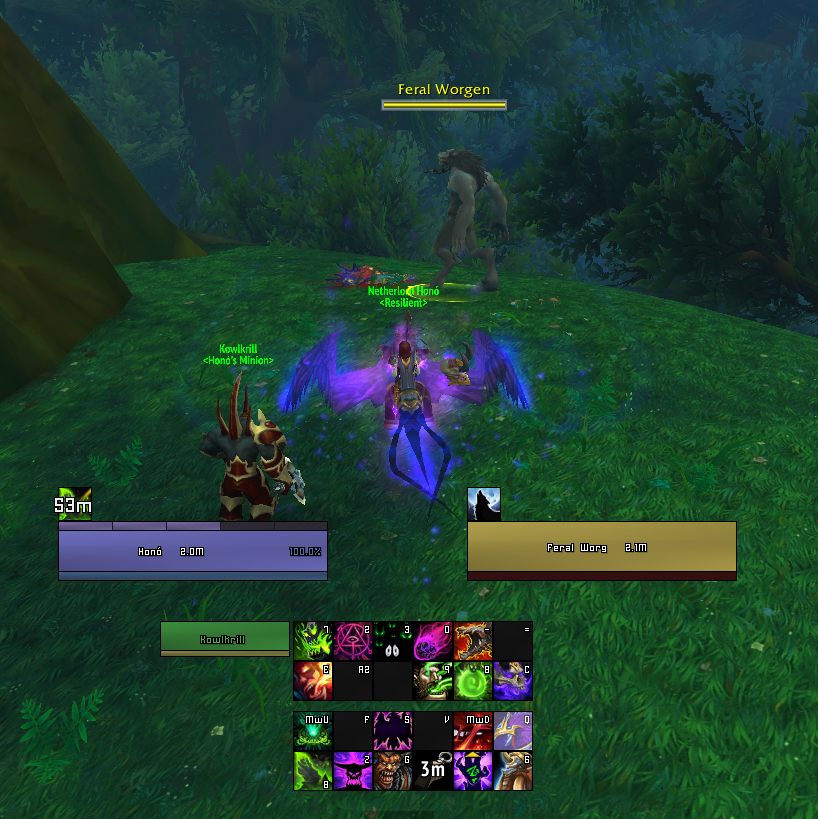 Feral Worgen
Netherlord Honó
<Resilient>
Kowlkrill
<Honó's Minion>
53m
Honó 2.0M 100.0%
Feral Worg 2.1M
Kowlkrill
7 2 3 0 - =
E A2 9 8 C
MwU F S V MwD Q
8 2 G 3m 6